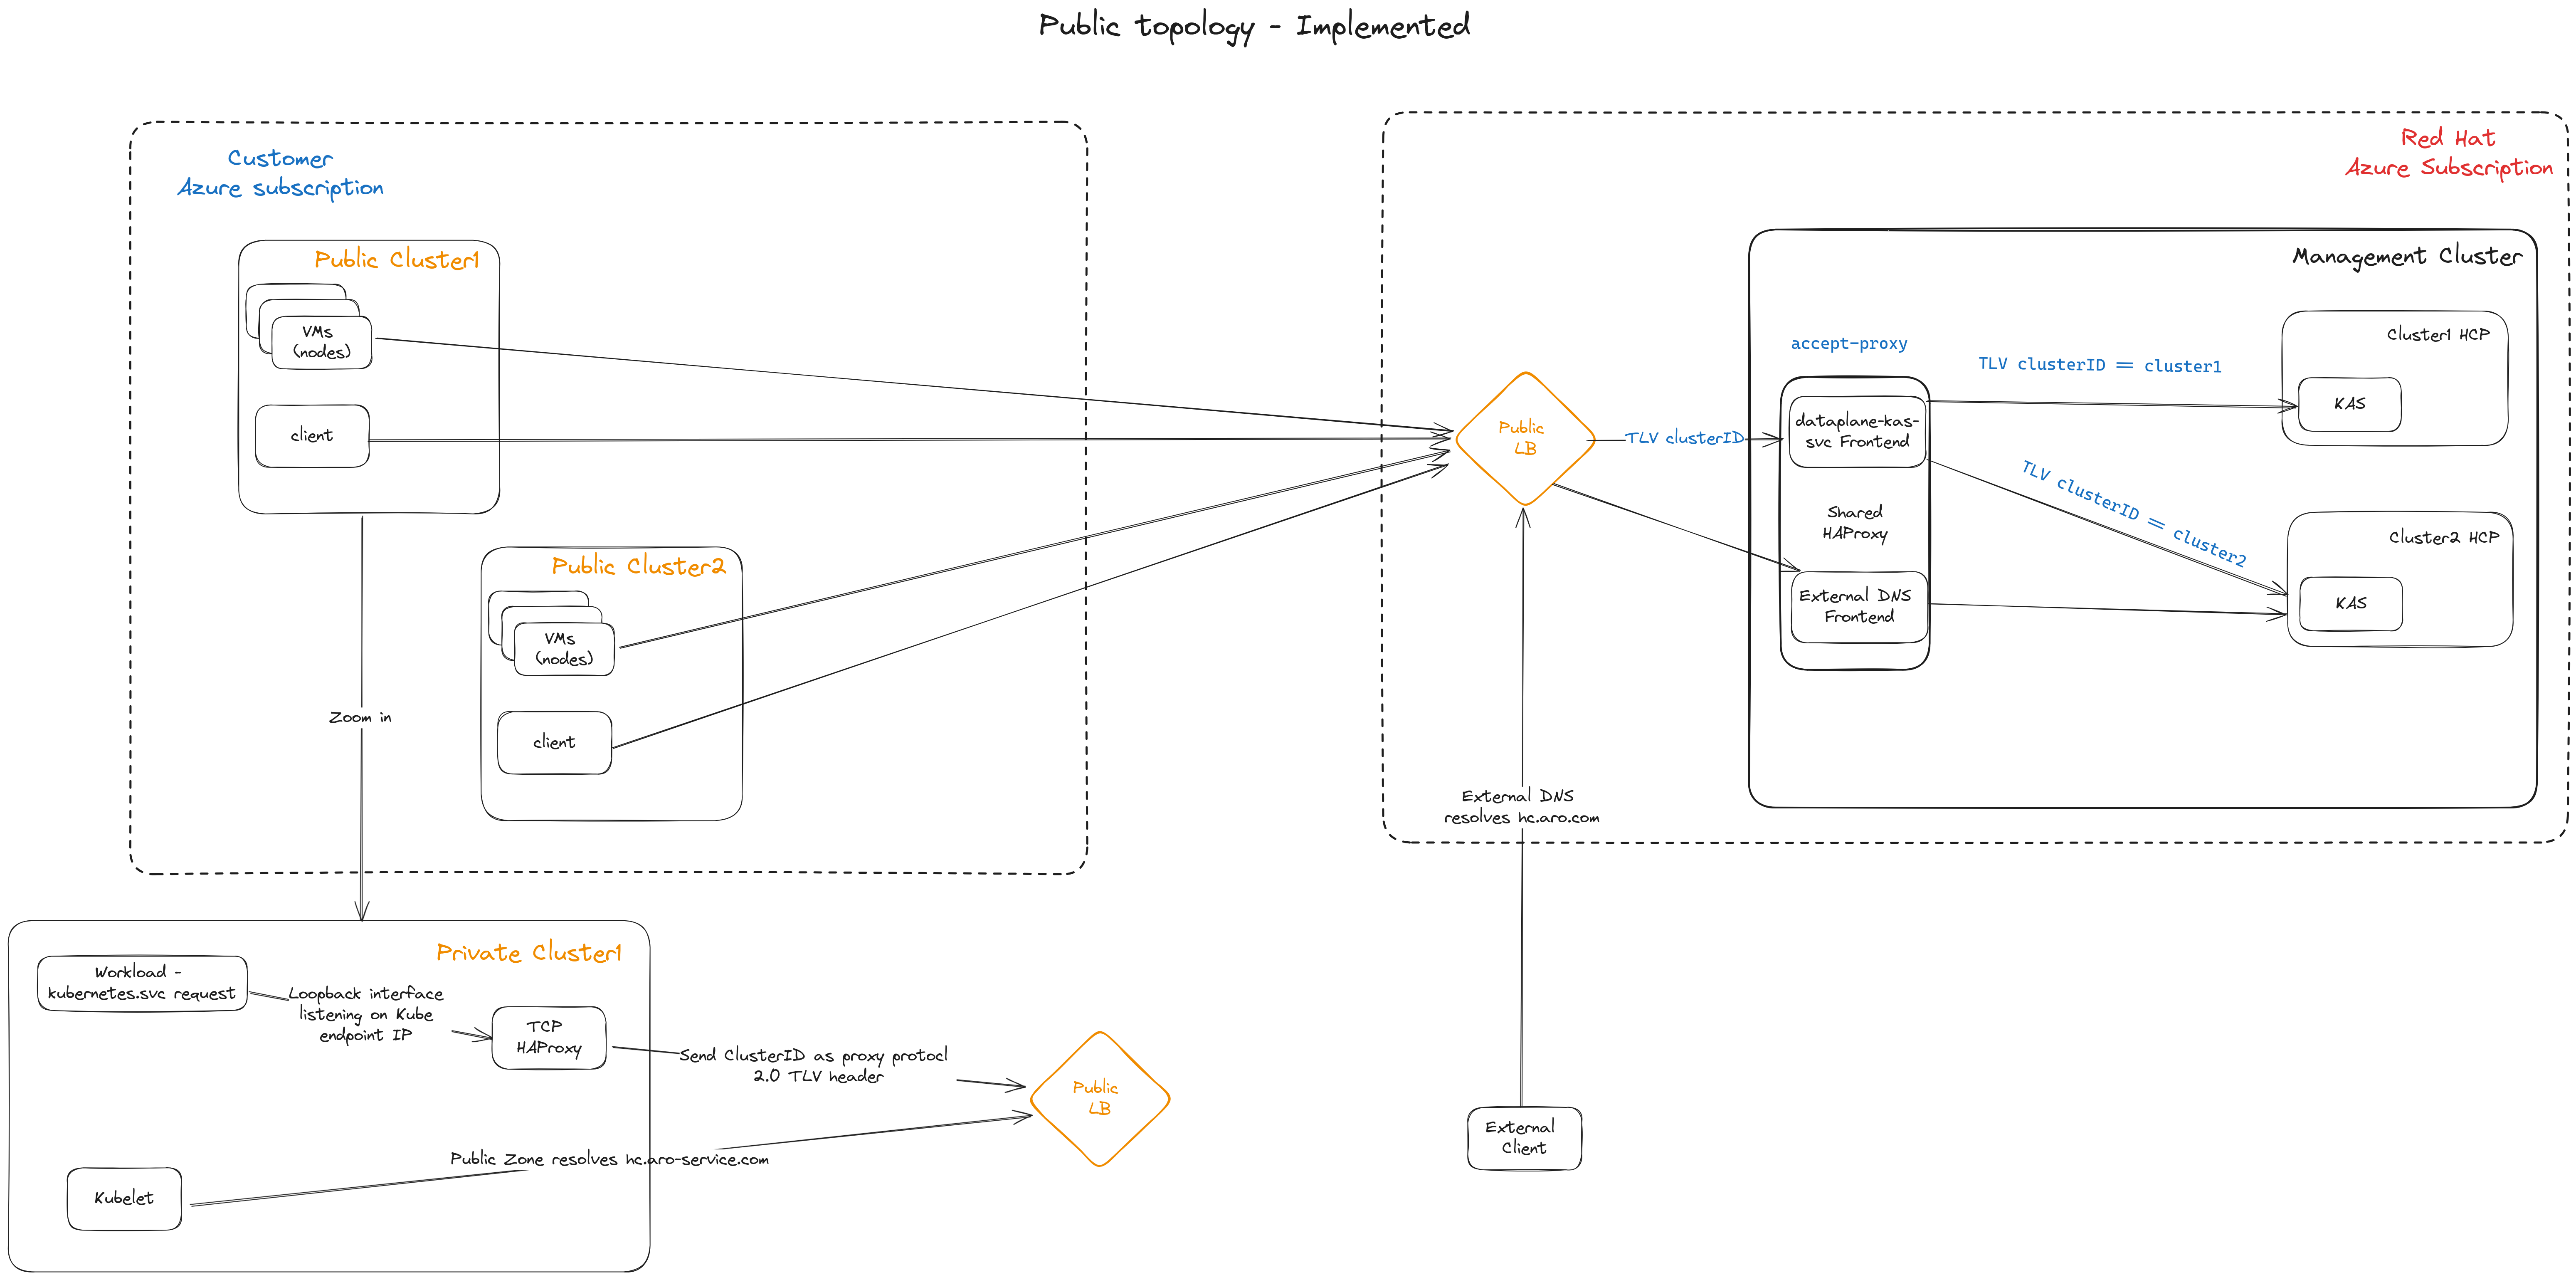 Public topology - Implemented
Customer
Azure subscription
Public Cluster1
VMs
(nodes)
client
Public Cluster2
VMs
(nodes)
client
Zoom in
Red Hat
Azure Subscription
Management Cluster
Public
LB
TLV clusterID
accept-proxy
dataplane-kas-
svc Frontend
Shared
HAProxy
External DNS
Frontend
TLV clusterID == cluster1
TLV clusterID == cluster2
Cluster1 HCP
KAS
Cluster2 HCP
KAS
External DNS
resolves hc.aro.com
External
Client
Private Cluster1
Workload -
kubernetes.svc request
Loopback interface
listening on Kube
endpoint IP
TCP
HAProxy
Send ClusterID as proxy protocl
2.0 TLV header
Public
LB
Public Zone resolves hc.aro-service.com
Kubelet